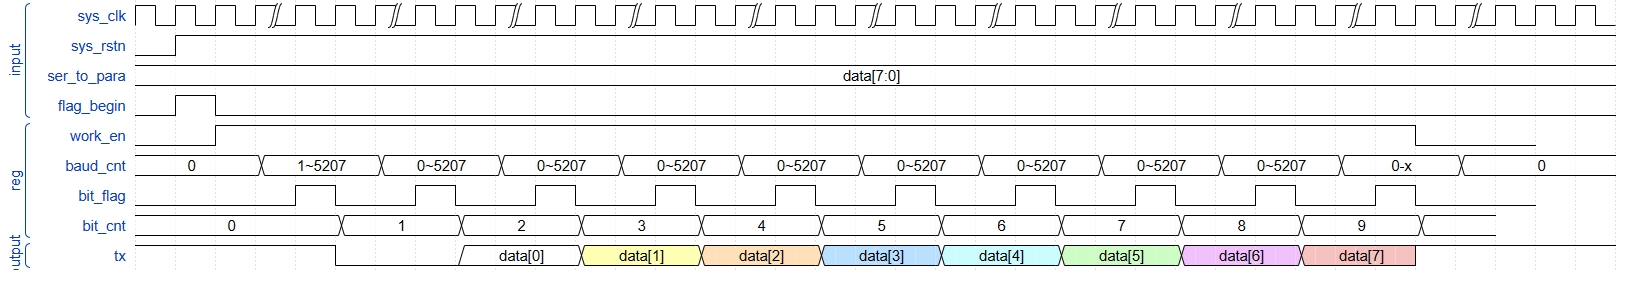 input
reg
utput
sys_clk
sys_rstn
ser_to_para data[7:0]
flag_begin
work_en
baud_cnt 0 1~5207 0~5207 0~5207 0~5207 0~5207 0~5207 0~5207 0~5207 0~5207 0-x 0
bit_flag
bit_cnt 0 1 2 3 4 5 6 7 8 9
tx data[0] data[1] data[2] data[3] data[4] data[5] data[6] data[7]